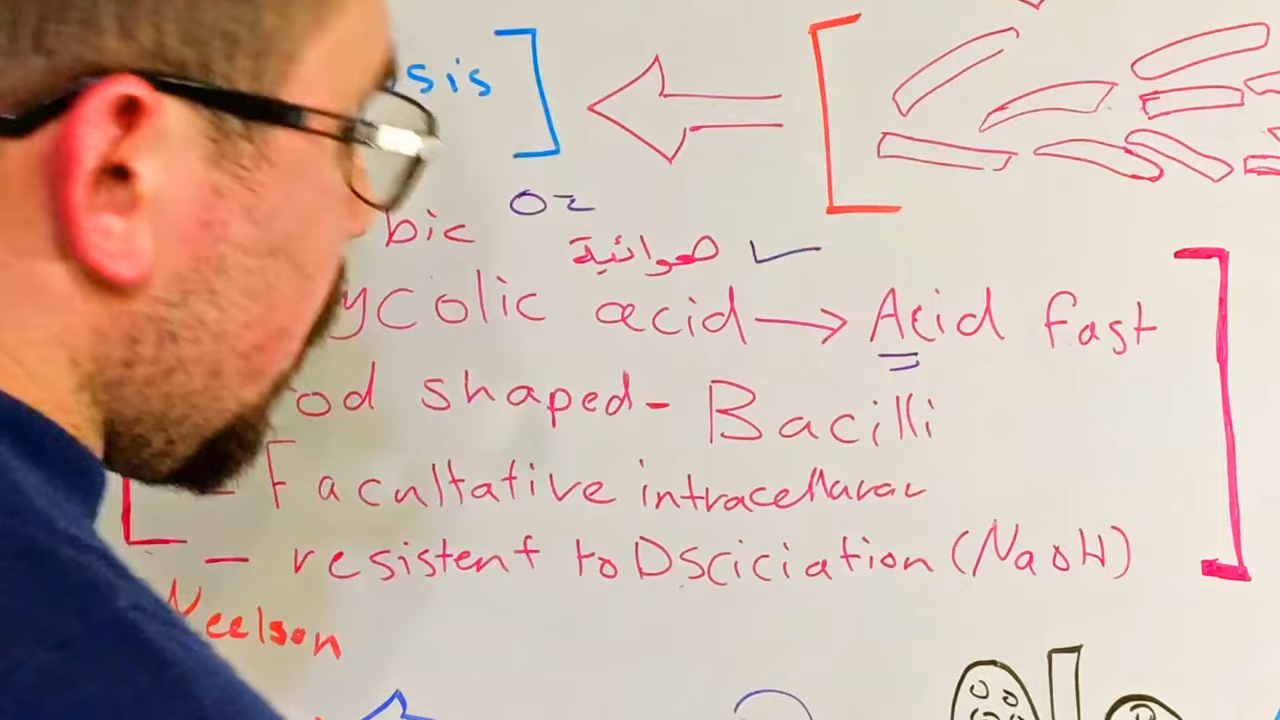 sis
O2
bic هوائية ✓
ycolic acid → Acid fast
od shaped - Bacilli
- Facultative intracellular
- resistent to Dsciciation (NaOH)
Neelson